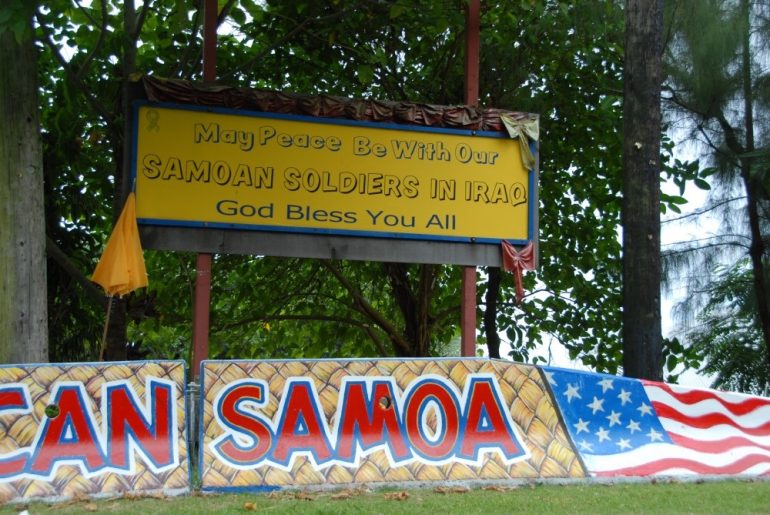 May Peace Be With Our
SAMOAN SOLDIERS IN IRAQ
God Bless You All
CAN SAMOA